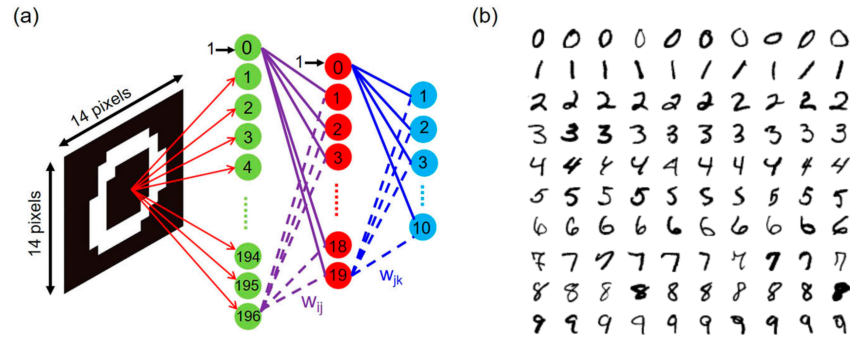 (a)
14 pixels
14 pixels
1
0
1
2
3
4
194
195
196
w_ij
1
0
1
2
3
18
19
w_jk
1
2
3
10
(b)
0 0 0 0 0 0 0 0 0 0
1 1 1 1 1 1 1 1 1 1
2 2 2 2 2 2 2 2 2 2
3 3 3 3 3 3 3 3 3 3
4 4 4 4 4 4 4 4 4 4
5 5 5 5 5 5 5 5 5 5
6 6 6 6 6 6 6 6 6 6
7 7 7 7 7 7 7 7 7 7
8 8 8 8 8 8 8 8 8 8
9 9 9 9 9 9 9 9 9 9